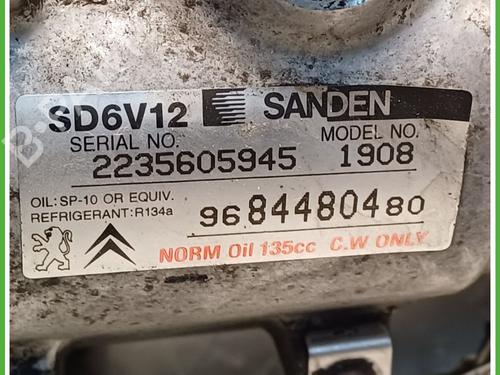 SD6V12 SANDEN
SERIAL NO. MODEL NO.
2235605945 1908
OIL: SP-10 OR EQUIV.
REFRIGERANT: R134a
9684480480
NORM Oil 135cc C.W ONLY
B-Parts